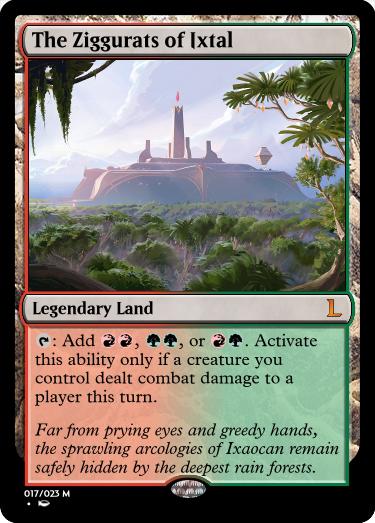 The Ziggurats of Ixtal
Legendary Land
L
: Add , , or . Activate
this ability only if a creature you
control dealt combat damage to a
player this turn.
Far from prying eyes and greedy hands,
the sprawling arcologies of Ixaocan remain
safely hidden by the deepest rain forests.
017/023 M